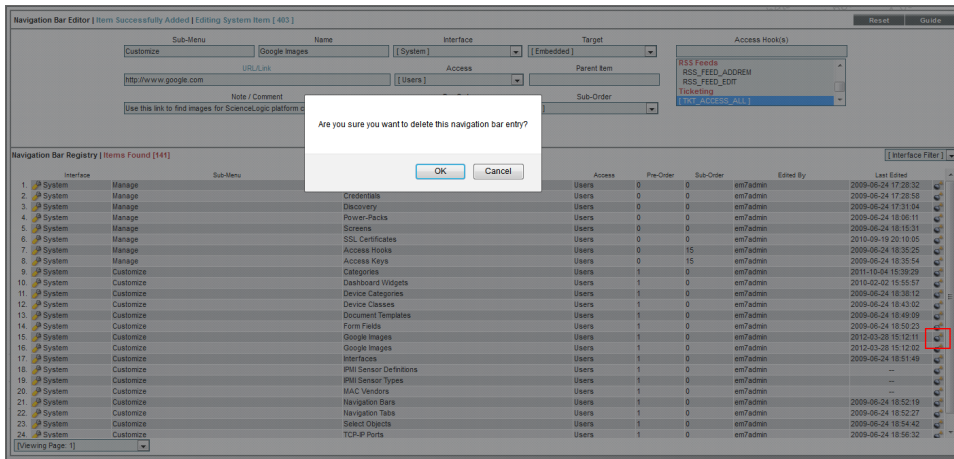 Navigation Bar Editor | Item Successfully Added | Editing System Item [ 403 ] Reset Guide
Sub-Menu Name Interface Target Access Hook(s)
Customize Google Images [ System ] [ Embedded ]
RSS Feeds
URL/Link Access Parent Item RSS_FEED_ADDREM
http://www.google.com [ Users ] RSS_FEED_EDIT
Ticketing
Note / Comment Sub-Order [TKT_ACCESS_ALL]
Use this link to find images for ScienceLogic platform
Are you sure you want to delete this navigation bar entry?
OK Cancel
Navigation Bar Registry | Items Found [141] [ Interface Filter ]
Interface Sub-Menu Access Pre-Order Sub-Order Edited By Last Edited
1. System Manage Users 0 0 em7admin 2009-06-24 17:28:32
2. System Manage Credentials Users 0 0 em7admin 2009-06-24 17:28:58
3. System Manage Discovery Users 0 0 em7admin 2009-06-24 17:31:04
4. System Manage Power-Packs Users 0 0 em7admin 2009-06-24 18:06:11
5. System Manage Screens Users 0 0 em7admin 2009-06-24 18:15:31
6. System Manage SSL Certificates Users 0 0 em7admin 2010-09-19 20:10:05
7. System Manage Access Hooks Users 0 15 em7admin 2009-06-24 18:35:25
8. System Manage Access Keys Users 0 15 em7admin 2009-06-24 18:35:54
9. System Customize Categories Users 1 0 em7admin 2011-10-04 15:39:29
10. System Customize Dashboard Widgets Users 1 0 em7admin 2010-02-02 15:55:57
11. System Customize Device Categories Users 1 0 em7admin 2009-06-24 18:38:12
12. System Customize Device Classes Users 1 0 em7admin 2009-06-24 18:43:02
13. System Customize Document Templates Users 1 0 em7admin 2009-06-24 18:49:09
14. System Customize Form Fields Users 1 0 em7admin 2009-06-24 18:50:23
15. System Customize Google Images Users 1 0 em7admin 2012-03-28 15:12:11
16. System Customize Google Images Users 1 0 em7admin 2012-03-28 15:12:02
17. System Customize Interfaces Users 1 0 em7admin 2009-06-24 18:51:49
18. System Customize IPMI Sensor Definitions Users 1 0 em7admin --
19. System Customize IPMI Sensor Types Users 1 0 em7admin --
20. System Customize MAC Vendors Users 1 0 em7admin --
21. System Customize Navigation Bars Users 1 0 em7admin 2009-06-24 18:52:19
22. System Customize Navigation Tabs Users 1 0 em7admin 2009-06-24 18:52:27
23. System Customize Select Objects Users 1 0 em7admin 2009-06-24 18:54:42
24. System Customize TCP-IP Ports Users 1 0 em7admin 2009-06-24 18:56:32
[Viewing Page: 1]